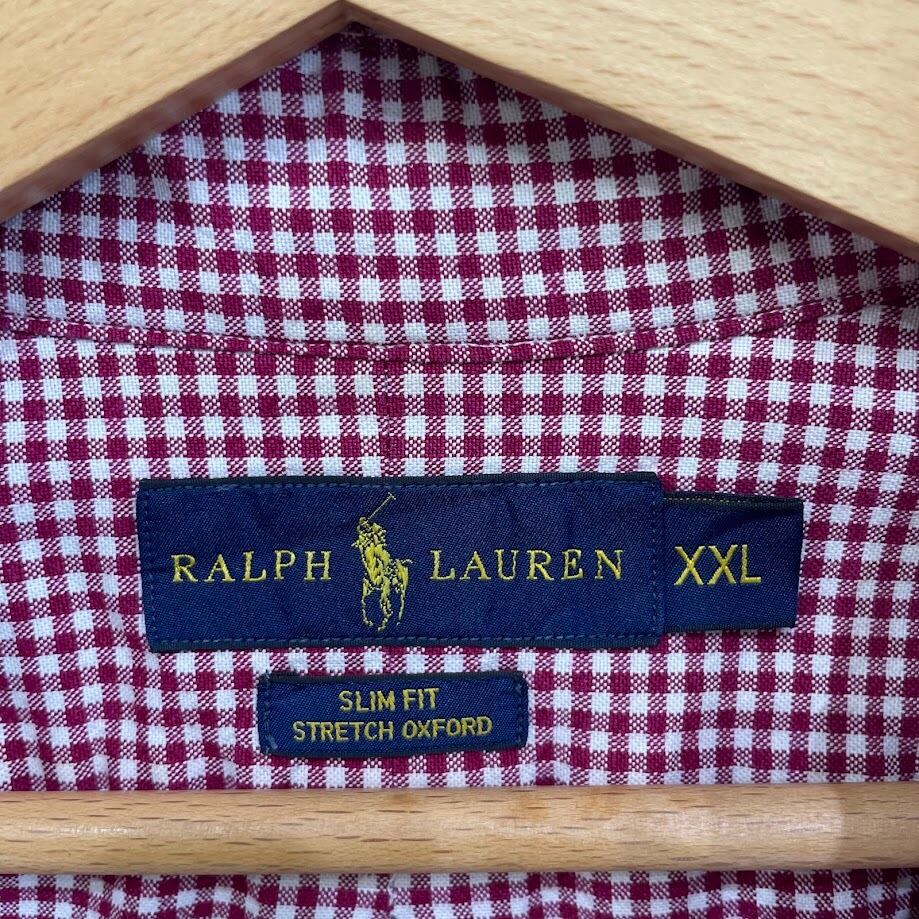 RALPH LAUREN XXL
SLIM FIT
STRETCH OXFORD